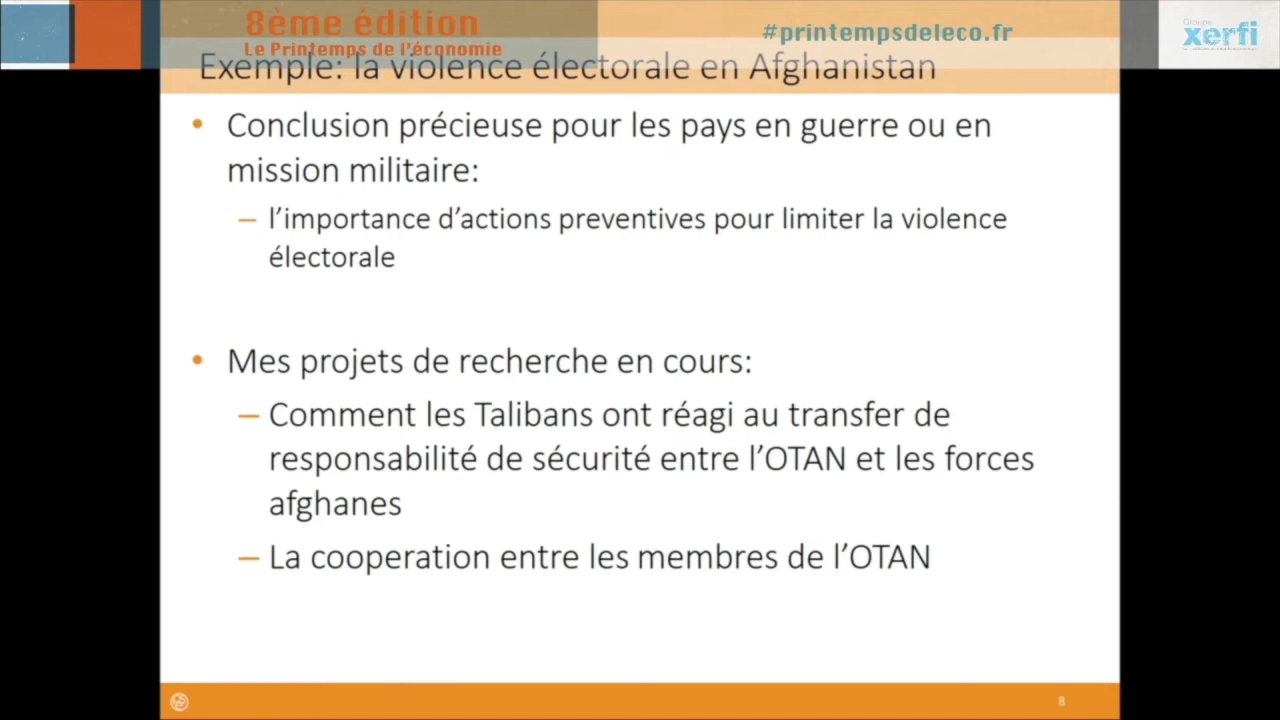 8ème édition
Le Printemps de l'économie
#printempsdeleco.fr
Groupe
xerfi
Exemple: la violence électorale en Afghanistan
• Conclusion précieuse pour les pays en guerre ou en
mission militaire:
– l’importance d’actions preventives pour limiter la violence
électorale
• Mes projets de recherche en cours:
– Comment les Talibans ont réagi au transfer de
responsabilité de sécurité entre l’OTAN et les forces
afghanes
– La cooperation entre les membres de l’OTAN
8